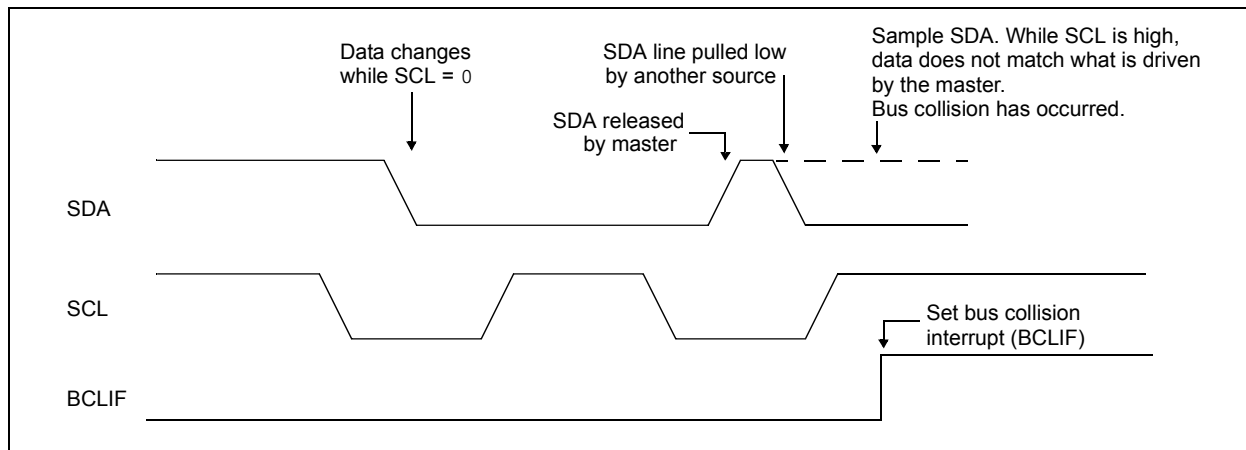 Data changes
while SCL = 0
SDA line pulled low
by another source
Sample SDA. While SCL is high,
data does not match what is driven
by the master.
Bus collision has occurred.
SDA released
by master
SDA
SCL
Set bus collision
interrupt (BCLIF)
BCLIF